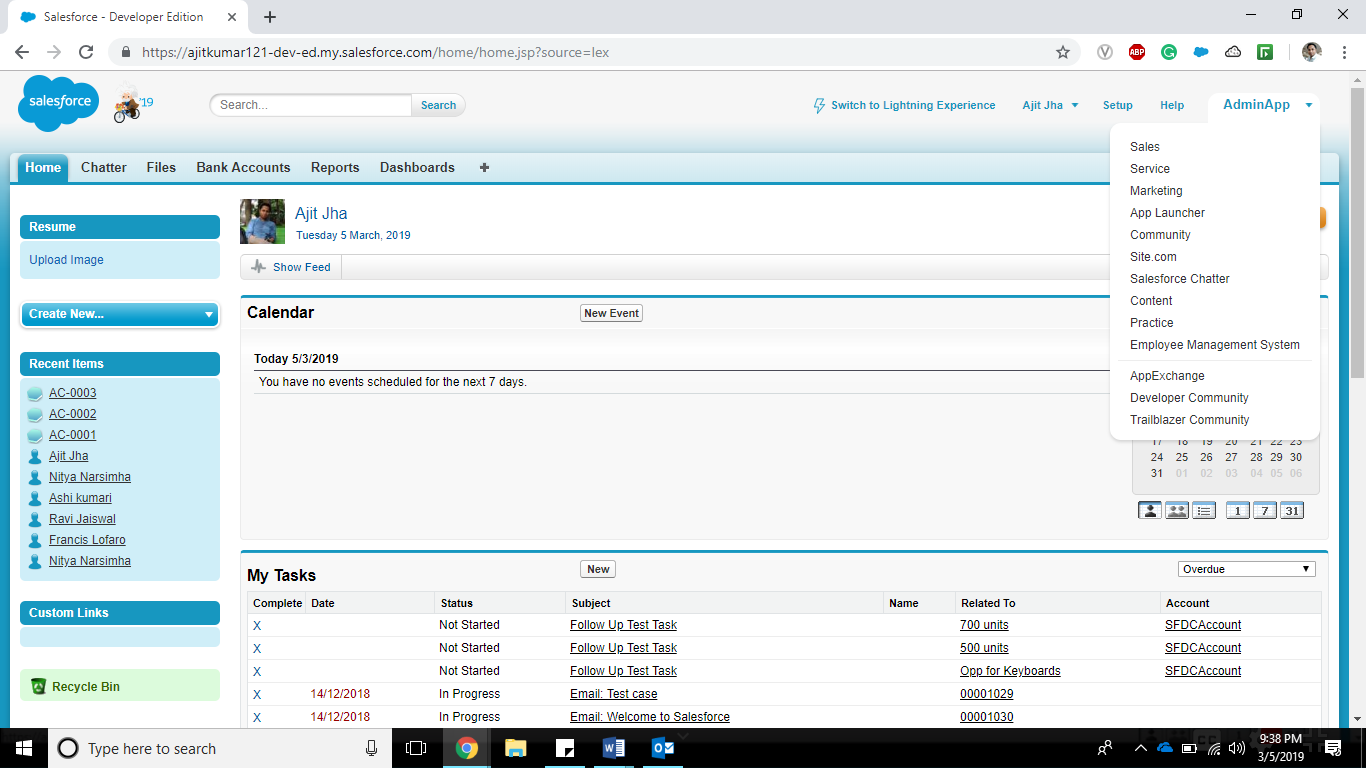 Salesforce - Developer Edition
https://ajitkumar121-dev-ed.my.salesforce.com/home/home.jsp?source=lex
ABP
salesforce
'19
Search...
Search
Switch to Lightning Experience
Ajit Jha
Setup
Help
AdminApp
Home
Chatter
Files
Bank Accounts
Reports
Dashboards
Sales
Service
Marketing
App Launcher
Community
Site.com
Salesforce Chatter
Content
Practice
Employee Management System
AppExchange
Developer Community
Trailblazer Community
Resume
Upload Image
Create New...
Recent Items
AC-0003
AC-0002
AC-0001
Ajit Jha
Nitya Narsimha
Ashi kumari
Ravi Jaiswal
Francis Lofaro
Nitya Narsimha
Custom Links
Recycle Bin
Ajit Jha
Tuesday 5 March, 2019
Show Feed
Calendar
New Event
Today 5/3/2019
You have no events scheduled for the next 7 days.
17 18 19 20 21 22 23
24 25 26 27 28 29 30
31 01 02 03 04 05 06
1 7 31
My Tasks
New
Overdue
Complete Date Status Subject Name Related To Account
X Not Started Follow Up Test Task 700 units SFDCAccount
X Not Started Follow Up Test Task 500 units SFDCAccount
X Not Started Follow Up Test Task Opp for Keyboards SFDCAccount
X 14/12/2018 In Progress Email: Test case 00001029
X 14/12/2018 In Progress Email: Welcome to Salesforce 00001030
Type here to search
9:38 PM
3/5/2019